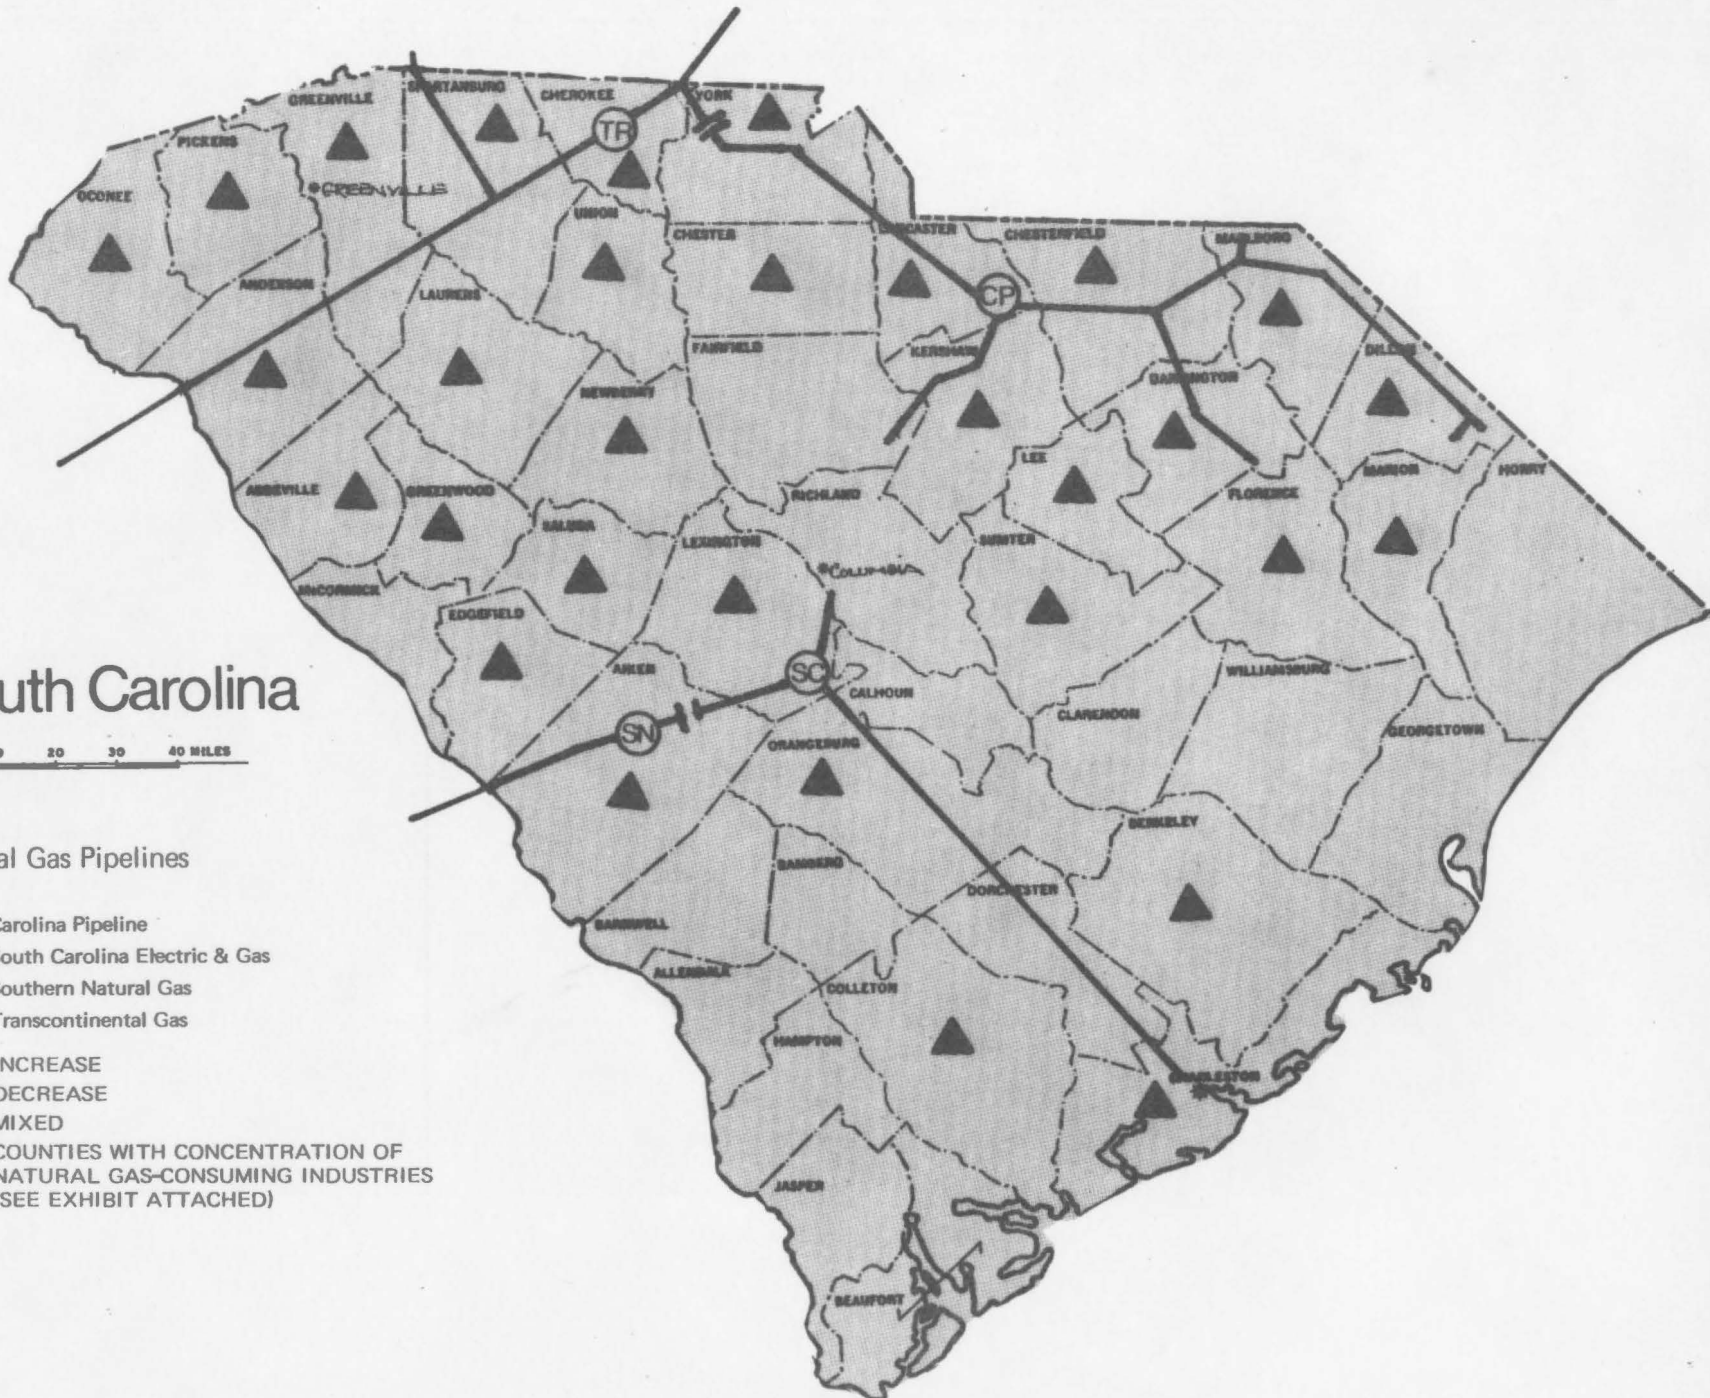 GREENVILLE
SPARTANBURG
CHEROKEE
YORK
PICKENS
TR
OCONEE
GREENVILLE
UNION
CHESTER
LANCASTER
CHESTERFIELD
MARLBORO
ANDERSON
LAURENS
CP
FAIRFIELD
KERSHAW
DILLON
DARLINGTON
NEWBERRY
LEE
MARION
HORRY
ABBEVILLE
GREENWOOD
RICHLAND
FLORENCE
SALUDA
LEXINGTON
SUMTER
COLUMBIA
McCORMICK
EDGEFIELD
AIKEN
SC
WILLIAMSBURG
CALHOUN
CLARENDON
SN
ORANGEBURG
GEORGETOWN
uth Carolina
20 30 40 MILES
BERKELEY
al Gas Pipelines
BAMBERG
DORCHESTER
BARNWELL
ALLENDALE
COLLETON
HAMPTON
CHARLESTON
JASPER
BEAUFORT
Carolina Pipeline
outh Carolina Electric & Gas
outhern Natural Gas
Transcontinental Gas
NCREASE
DECREASE
MIXED
COUNTIES WITH CONCENTRATION OF
NATURAL GAS-CONSUMING INDUSTRIES
SEE EXHIBIT ATTACHED)